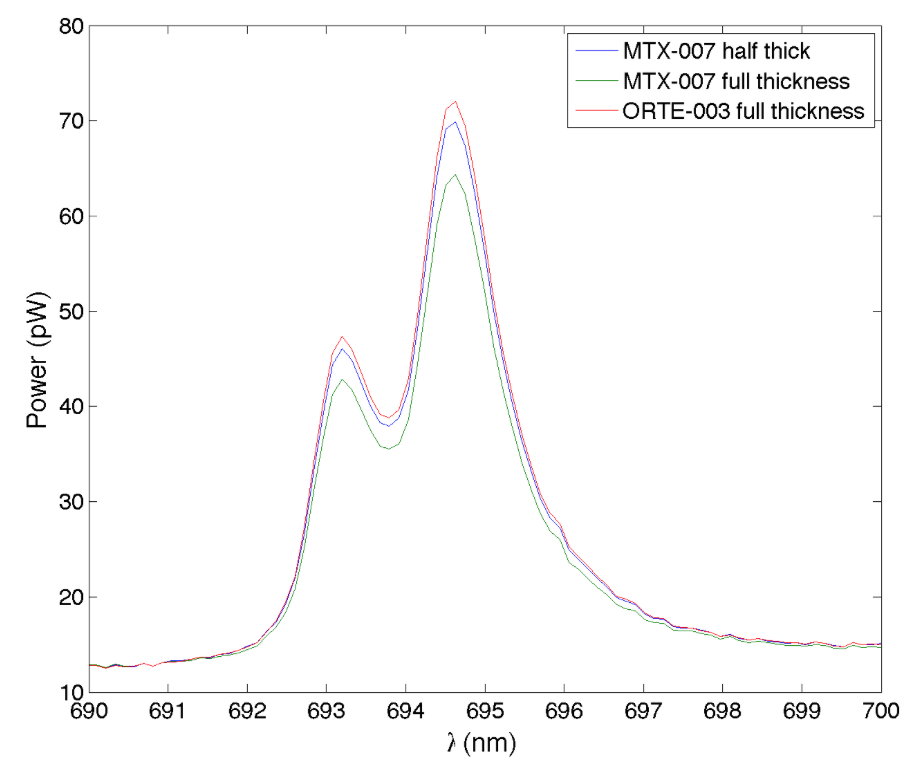 80
70
60
50
40
30
20
10
Power (pW)
MTX-007 half thick
MTX-007 full thickness
ORTE-003 full thickness
690 691 692 693 694 695 696 697 698 699 700
λ (nm)